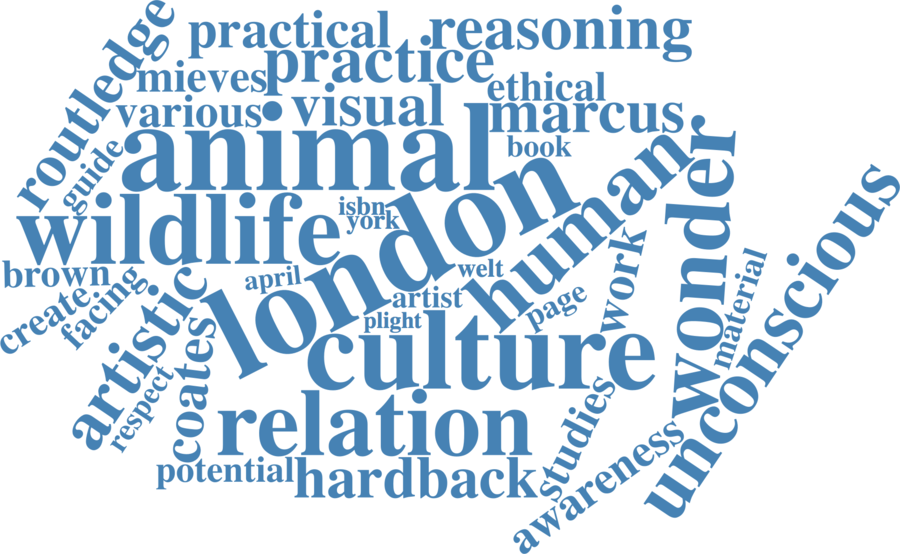 practical
reasoning
routledge
mieves
practice
ethical
various
visual
marcus
animal
book
guide
london
human
wonder
wildlife
isbn
york
unconscious
brown
april
welt
work
create
facing
artistic
artist
page
material
plight
culture
coates
respect
relation
studies
potential
hardback
awareness